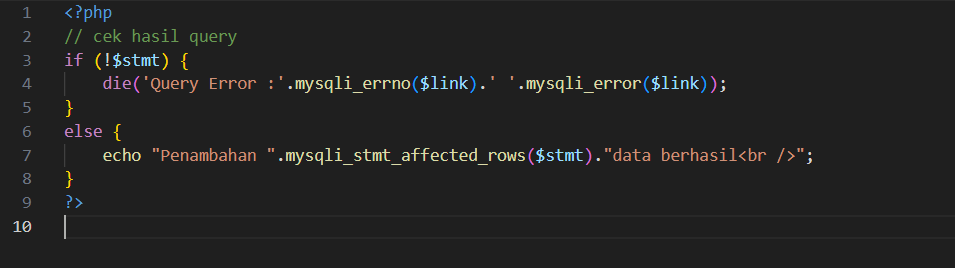 1 <?php
2 // cek hasil query
3 if (!$stmt) {
4 die('Query Error :'.mysqli_errno($link).' '.mysqli_error($link));
5 }
6 else {
7 echo "Penambahan ".mysqli_stmt_affected_rows($stmt)."data berhasil<br />";
8 }
9 ?>
10